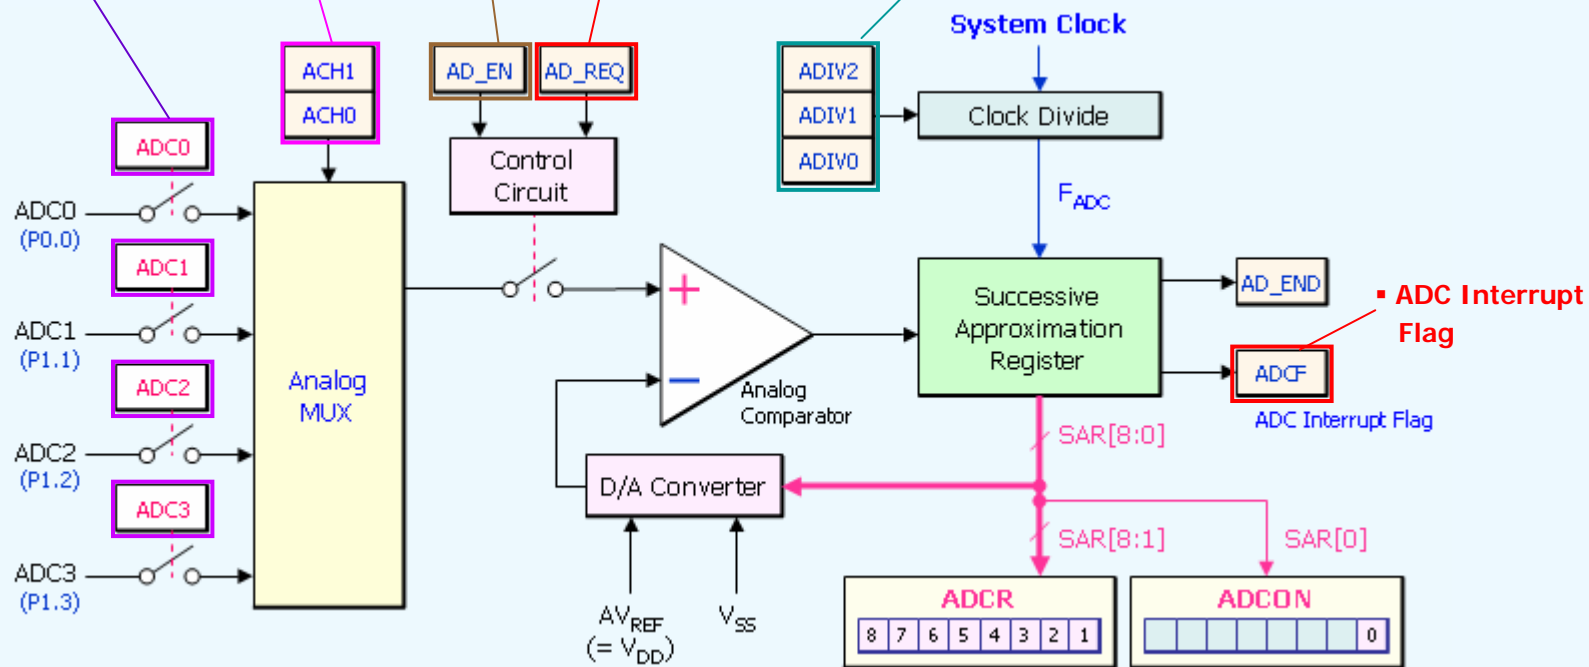 System Clock
ACH1
ACH0
AD_EN
AD_REQ
ADIV2
ADIV1
ADIV0
Clock Divide
ADC0
Control
Circuit
ADC0
(P0.0)
FADC
ADC1
ADC1
(P1.1)
Analog
MUX
+
−
Analog
Comparator
Successive
Approximation
Register
AD_END
▪ ADC Interrupt
Flag
ADCF
ADC Interrupt Flag
ADC2
ADC2
(P1.2)
SAR[8:0]
D/A Converter
ADC3
ADC3
(P1.3)
SAR[8:1]
SAR[0]
AVREF
(= VDD)
VSS
ADCR
8 7 6 5 4 3 2 1
ADCON
0